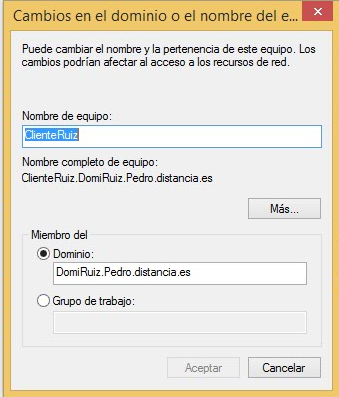 Cambios en el dominio o el nombre del e...
Puede cambiar el nombre y la pertenencia de este equipo. Los
cambios podrían afectar al acceso a los recursos de red.
Nombre de equipo:
ClienteRuiz
Nombre completo de equipo:
ClienteRuiz.DomiRuiz.Pedro.distancia.es
Más...
Miembro del
Dominio:
DomiRuiz.Pedro.distancia.es
Grupo de trabajo:
Aceptar Cancelar